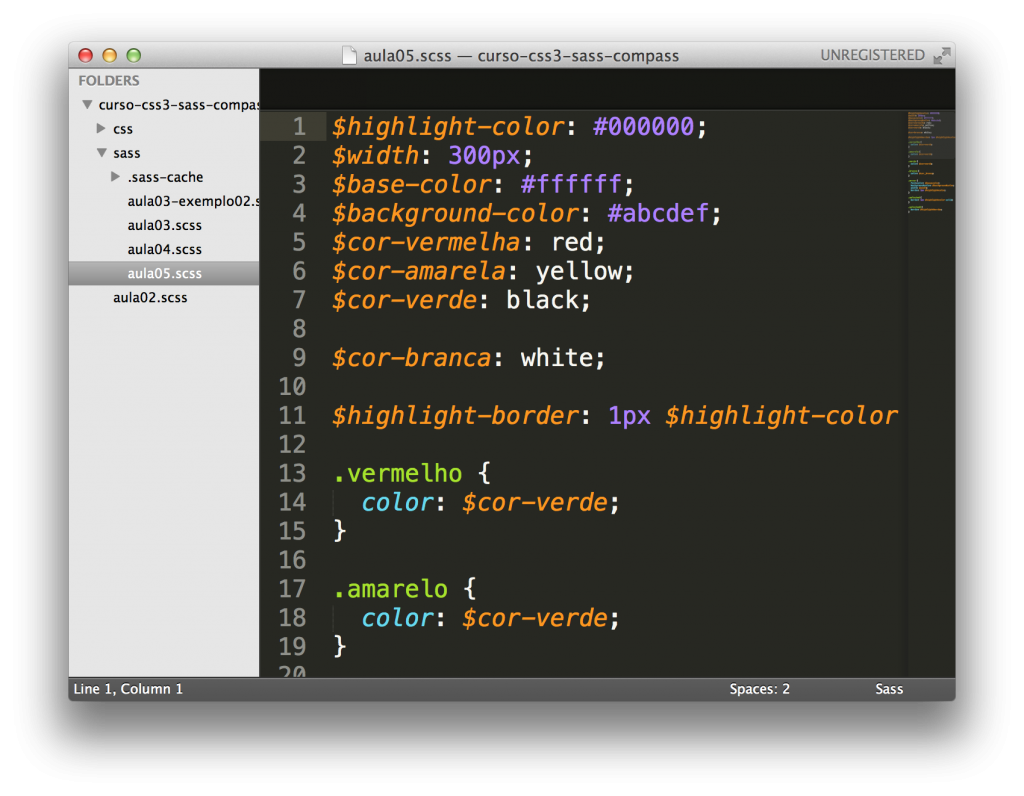 aula05.scss — curso-css3-sass-compass
UNREGISTERED
FOLDERS
curso-css3-sass-compas
css
sass
.sass-cache
aula03-exemplo02.s
aula03.scss
aula04.scss
aula05.scss
aula02.scss
1 $highlight-color: #000000;
2 $width: 300px;
3 $base-color: #ffffff;
4 $background-color: #abcdef;
5 $cor-vermelha: red;
6 $cor-amarela: yellow;
7 $cor-verde: black;
8
9 $cor-branca: white;
10
11 $highlight-border: 1px $highlight-color
12
13 .vermelho {
14 color: $cor-verde;
15 }
16
17 .amarelo {
18 color: $cor-verde;
19 }
20
Line 1, Column 1
Spaces: 2
Sass